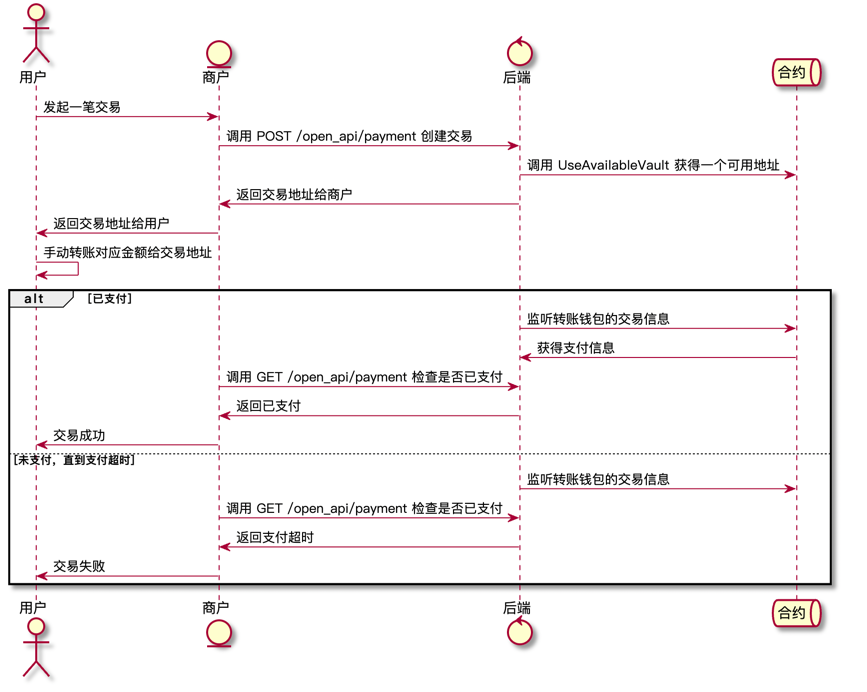 用户
商户
后端
合约
发起一笔交易
调用 POST /open_api/payment 创建交易
调用 UseAvailableVault 获得一个可用地址
返回交易地址给商户
返回交易地址给用户
手动转账对应金额给交易地址
alt [已支付]
监听转账钱包的交易信息
获得支付信息
调用 GET /open_api/payment 检查是否已支付
返回已支付
交易成功
[未支付，直到支付超时]
监听转账钱包的交易信息
调用 GET /open_api/payment 检查是否已支付
返回支付超时
交易失败
用户
商户
后端
合约